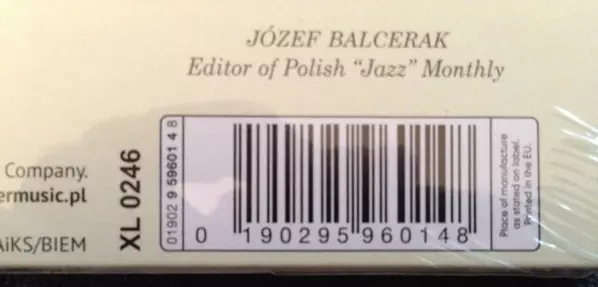 JÓZEF BALCERAK
Editor of Polish “Jazz” Monthly
Company.
ermusic.pl
AiKS/BIEM
XL 0246
01902 9 59601 4 8
0 190295 960148
Place of manufacture
as stated on label.
Printed in the EU.